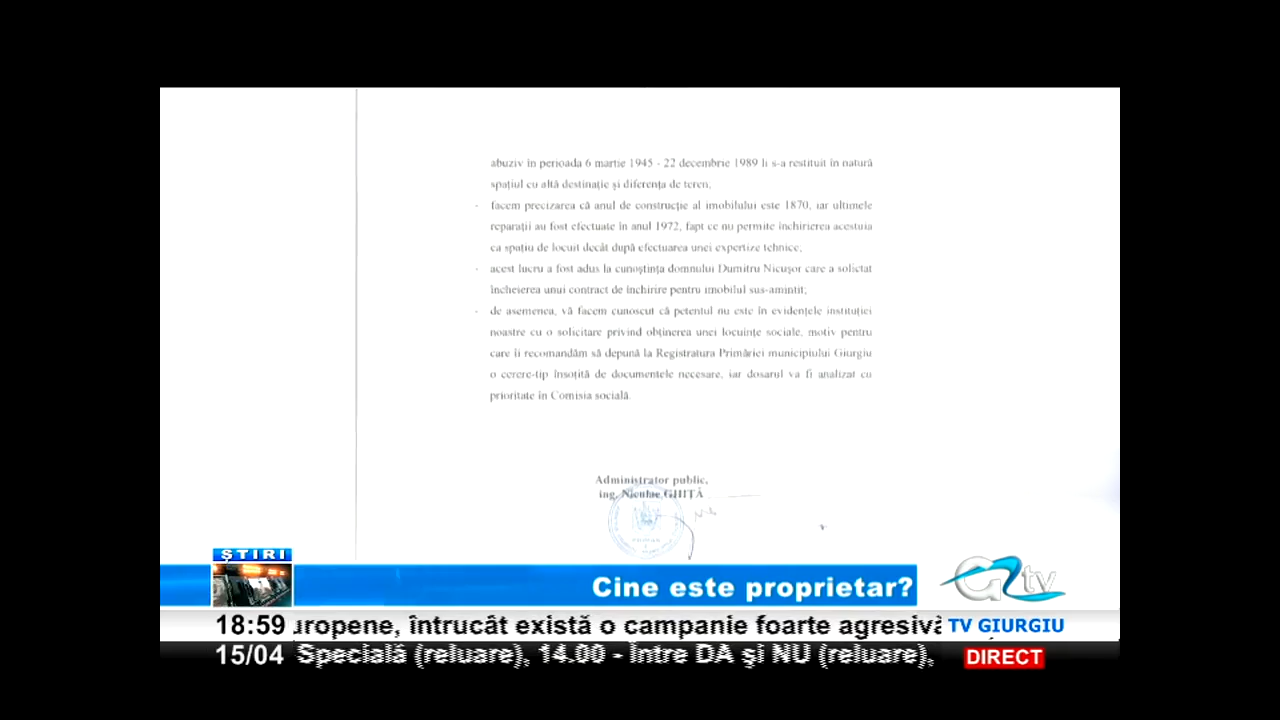 abuziv în perioada 6 martie 1945 - 22 decembrie 1989 li s-a restituit în natură
spațiul cu altă destinație și diferența de teren;
- facem precizarea că anul de construcție al imobilului este 1870, iar ultimele
reparații au fost efectuate în anul 1972, fapt ce nu permite închirierea acestuia
ca spațiu de locuit decât după efectuarea unei expertize tehnice;
- acest lucru a fost adus la cunoștința domnului Dumitru Nicușor care a solicitat
încheierea unui contract de închirire pentru imobilul sus-amintit;
- de asemenea, vă facem cunoscut că petentul nu este în evidențele instituției
noastre cu o solicitare privind obținerea unei locuințe sociale, motiv pentru
care îi recomandăm să depună la Registratura Primăriei municipiului Giurgiu
o cerere-tip însoțită de documentele necesare, iar dosarul va fi analizat cu
prioritate în Comisia socială.
Administrator public,
ing. Niculae GHIȚĂ
ŞTIRI
Cine este proprietar?
G tv
18:59 uropene, întrucât există o campanie foarte agresivă
TV GIURGIU
15/04 Specială (reluare), 14.00 - Între DA şi NU (reluare),
DIRECT